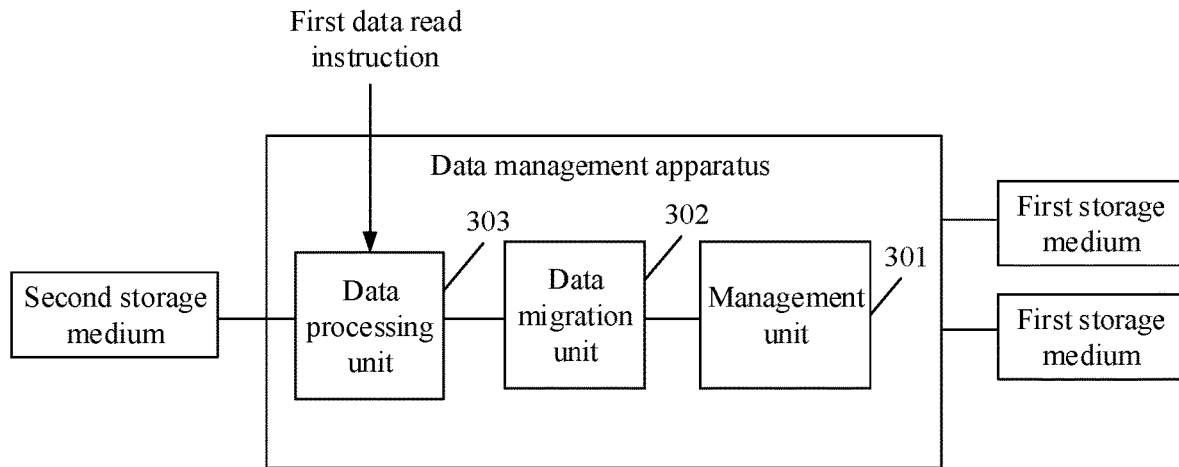 First data read
instruction
Data management apparatus
303
302
301
Second storage
medium
Data
processing
unit
Data
migration
unit
Management
unit
First storage
medium
First storage
medium